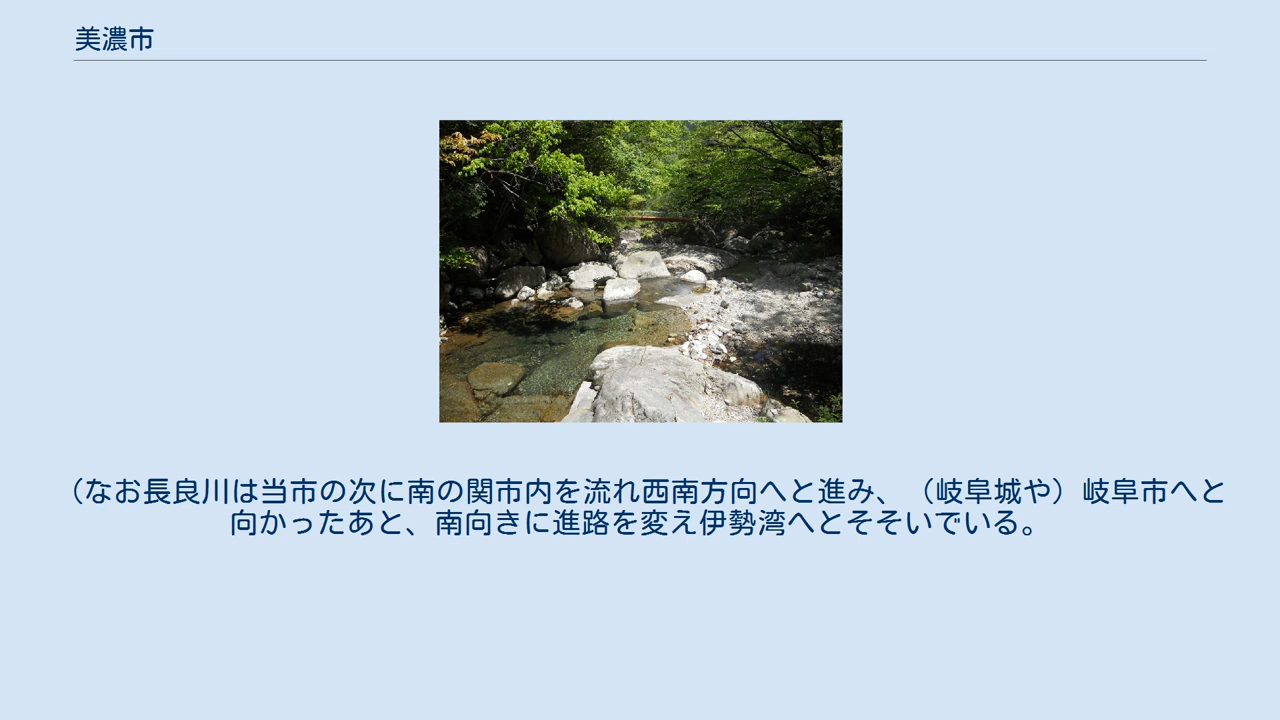 美濃市
（なお長良川は当市の次に南の関市内を流れ西南方向へと進み、（岐阜城や）岐阜市へと
向かったあと、南向きに進路を変え伊勢湾へとそそいでいる。